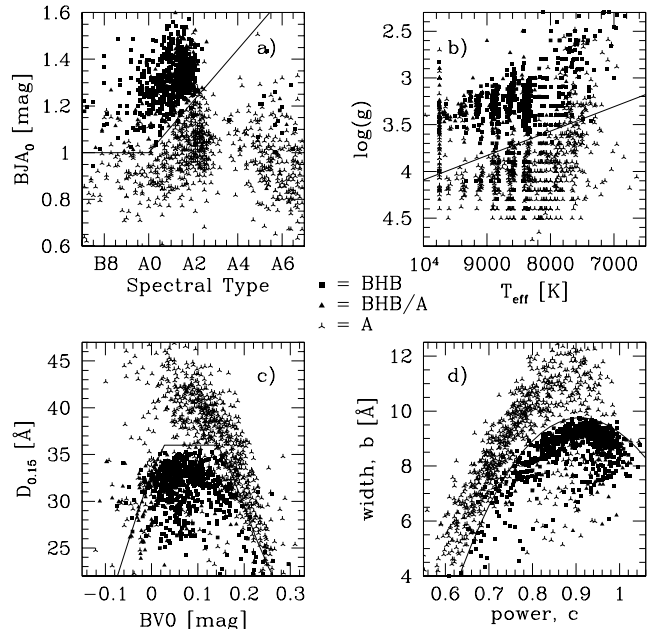 1.6
1.4
1.2
1
0.8
0.6
BJA0 [mag]
a)
B8 A0 A2 A4 A6
Spectral Type
2.5
3.0
3.5
4.0
4.5
log(g)
b)
10⁴ 9000 8000 7000
Teff [K]
■ = BHB
▲ = BHB/A
⅄ = A
45
40
35
30
25
D0.15 [Å]
c)
−0.1 0 0.1 0.2 0.3
BV0 [mag]
12
10
8
6
4
width, b [Å]
d)
0.6 0.7 0.8 0.9 1
power, c